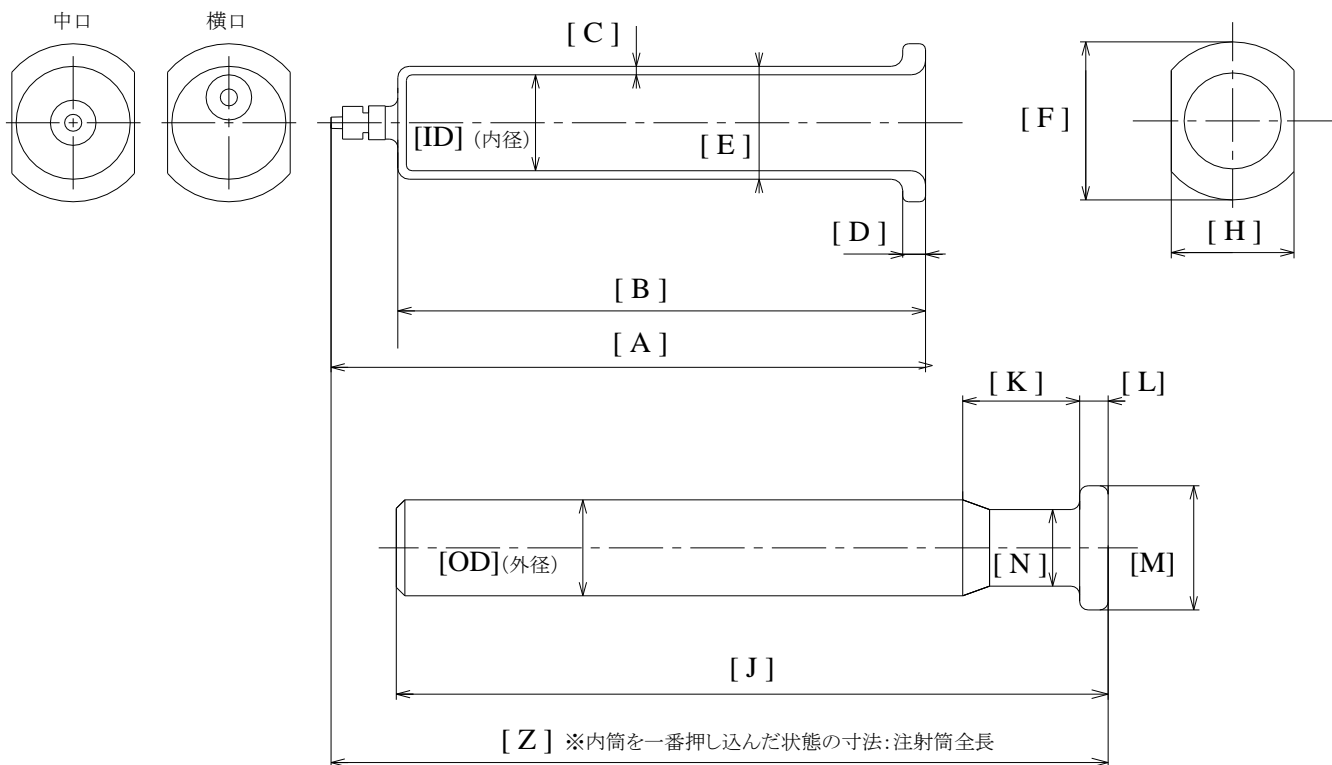 中口
横口
[ C ]
[ID] (内径)
[ E ]
[ F ]
[ D ]
[ H ]
[ B ]
[ A ]
[ K ]
[ L]
[OD](外径)
[ N ]
[M]
[ J ]
[ Z ] ※内筒を一番押し込んだ状態の寸法:注射筒全長